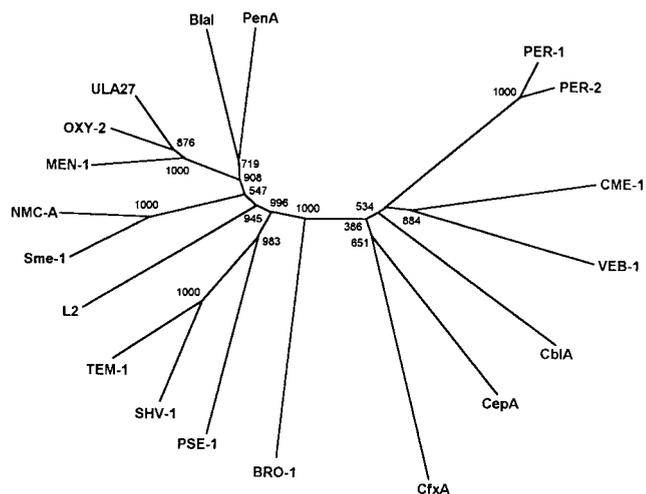 BlaI PenA
PER-1
PER-2
1000
ULA27
OXY-2
876
MEN-1
1000
719
908
547
CME-1
NMC-A
1000
996
1000
534
884
945
386
983
651
Sme-1
VEB-1
L2
1000
CblA
TEM-1
CepA
SHV-1
PSE-1
BRO-1
CfxA